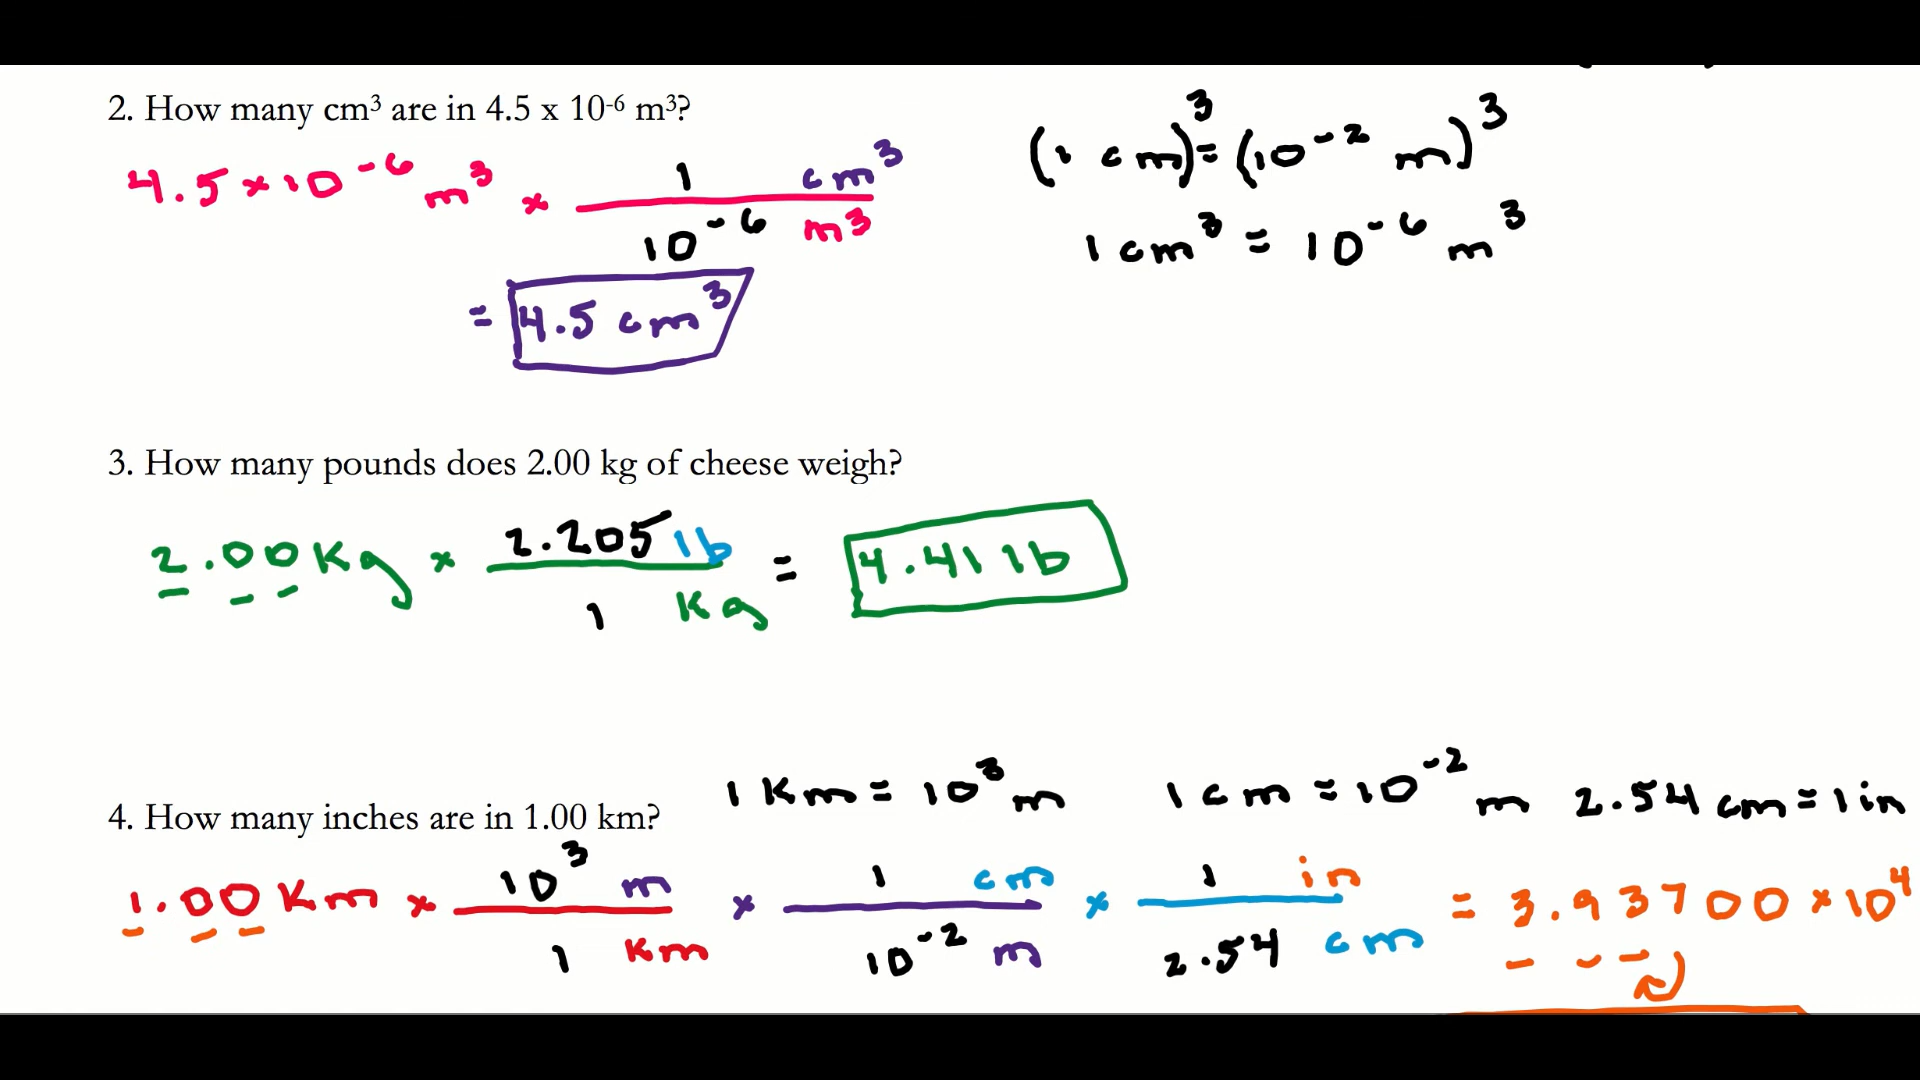 2. How many cm³ are in 4.5 x 10⁻⁶ m³?
(1 cm)³ = (10⁻² m)³
4.5 × 10⁻⁶ m³ × 1 cm³ / 10⁻⁶ m³
1 cm³ = 10⁻⁶ m³
= 4.5 cm³
3. How many pounds does 2.00 kg of cheese weigh?
2.00 Kg × 2.205 lb / 1 Kg = 4.41 lb
1 Km = 10³ m 1 cm = 10⁻² m 2.54 cm = 1 in
4. How many inches are in 1.00 km?
1.00 Km × 10³ m / 1 Km × 1 cm / 10⁻² m × 1 in / 2.54 cm = 3.93700 × 10⁴